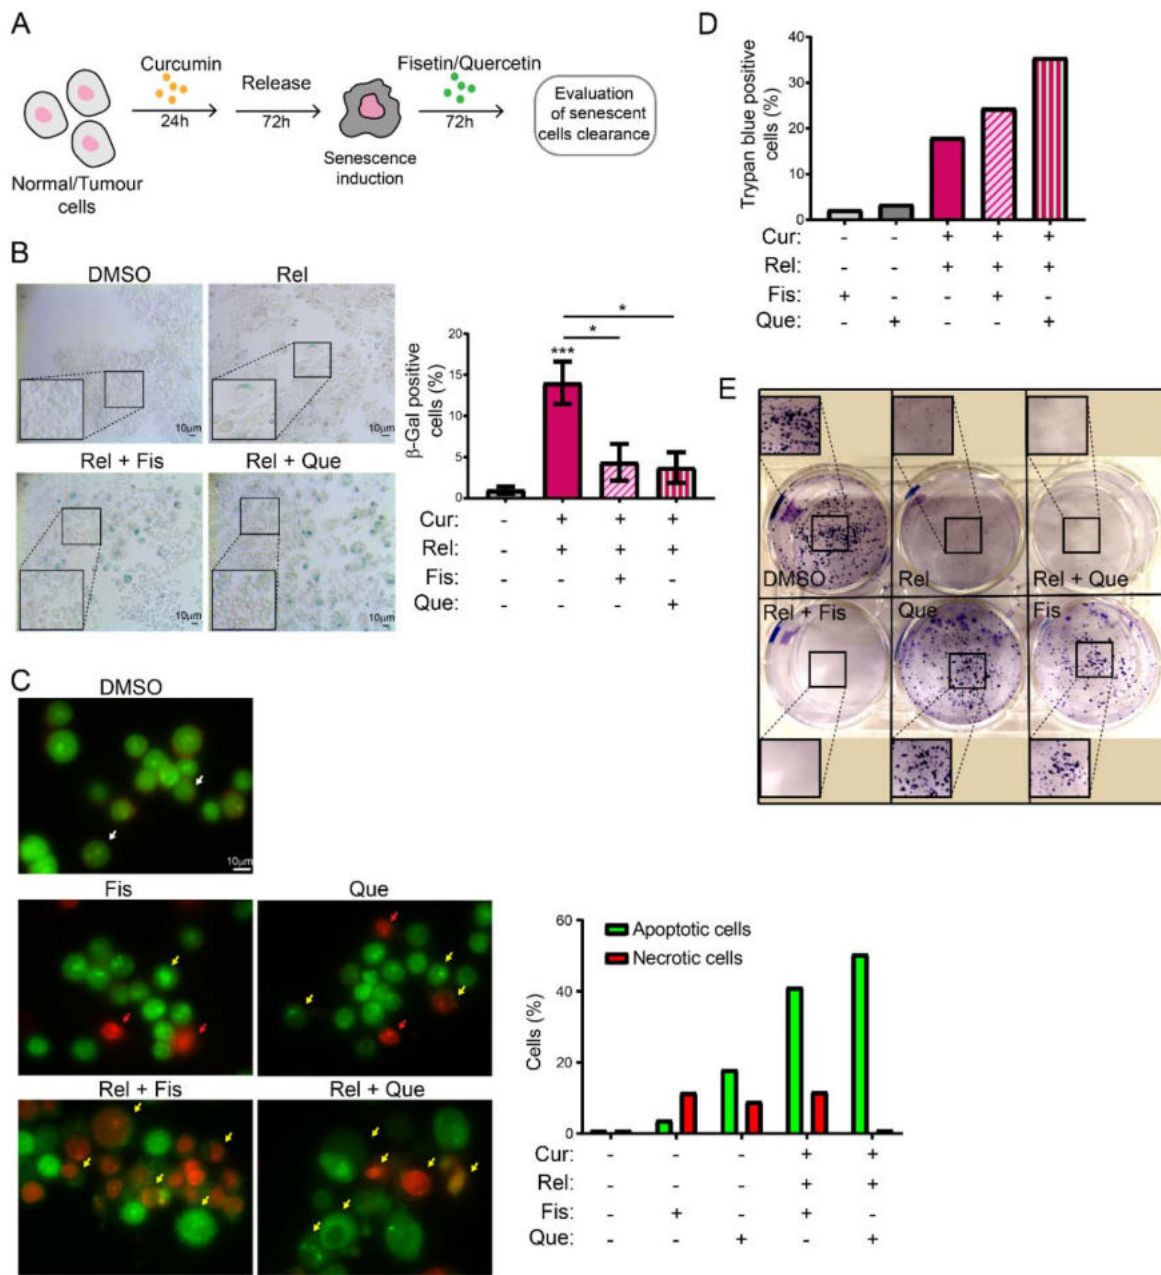 A
Curcumin
24h
Release
72h
Fisetin/Quercetin
72h
Evaluation
of senescent
cells clearance
Normal/Tumour
cells
Senescence
induction
B
DMSO
Rel
10μm
10μm
Rel + Fis
Rel + Que
10μm
10μm
β-Gal positive
cells (%)
20
15
10
5
0
***
*
*
Cur: - + + +
Rel: - + + +
Fis: - - + -
Que: - - - +
C
DMSO
10μm
Fis
Que
Rel + Fis
Rel + Que
Apoptotic cells
Necrotic cells
Cells (%)
60
40
20
0
Cur: - - - + +
Rel: - - - + +
Fis: - + - + -
Que: - - + - +
D
Trypan blue positive
cells (%)
40
30
20
10
0
Cur: - - + + +
Rel: - - + + +
Fis: + - - + -
Que: - + - - +
E
DMSO
Rel
Rel + Que
Rel + Fis
Que
Fis